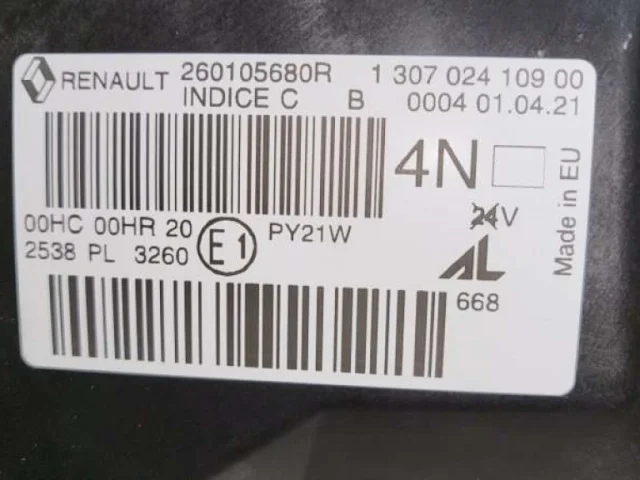 RENAULT 260105680R 1 307 024 109 00
INDICE C B 0004 01.04.21
4N
Made in EU
24V
00HC 00HR 20 E1 PY21W
2538 PL 3260
AL
668